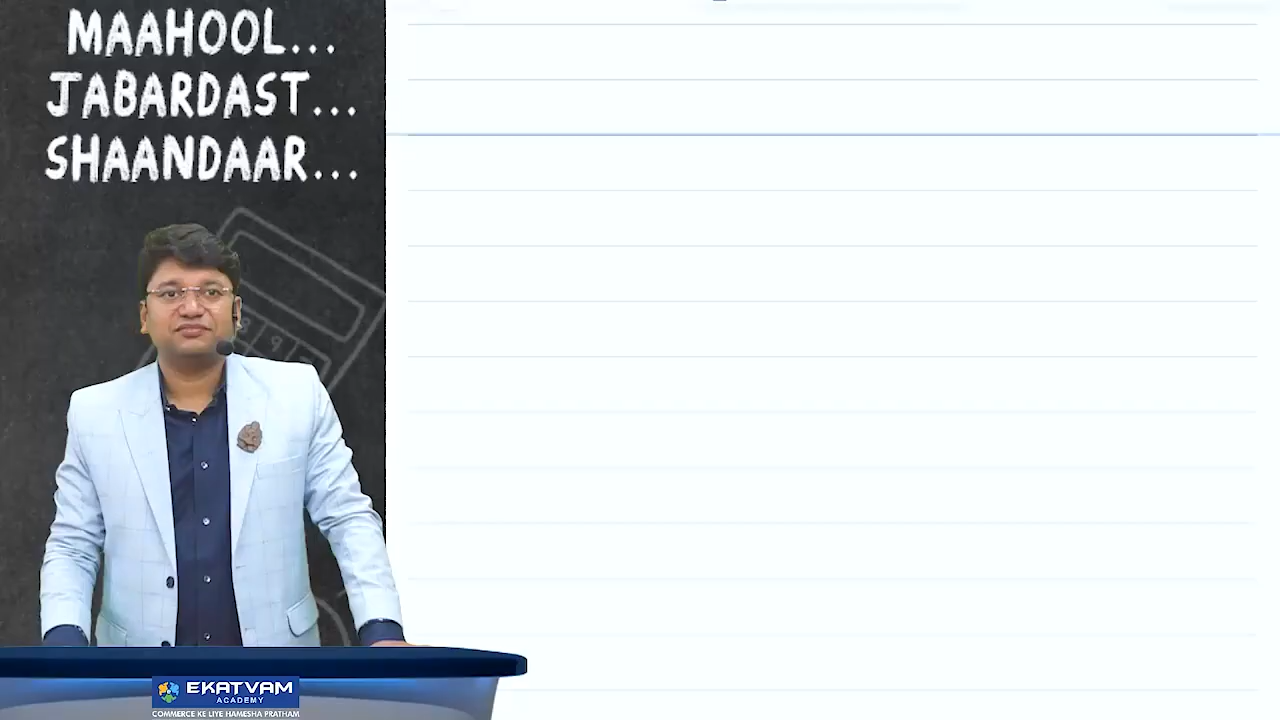 MAAHOOL...
JABARDAST...
SHAANDAAR...
EKATVAM
ACADEMY
COMMERCE KE LIYE HAMESHA PRATHAM